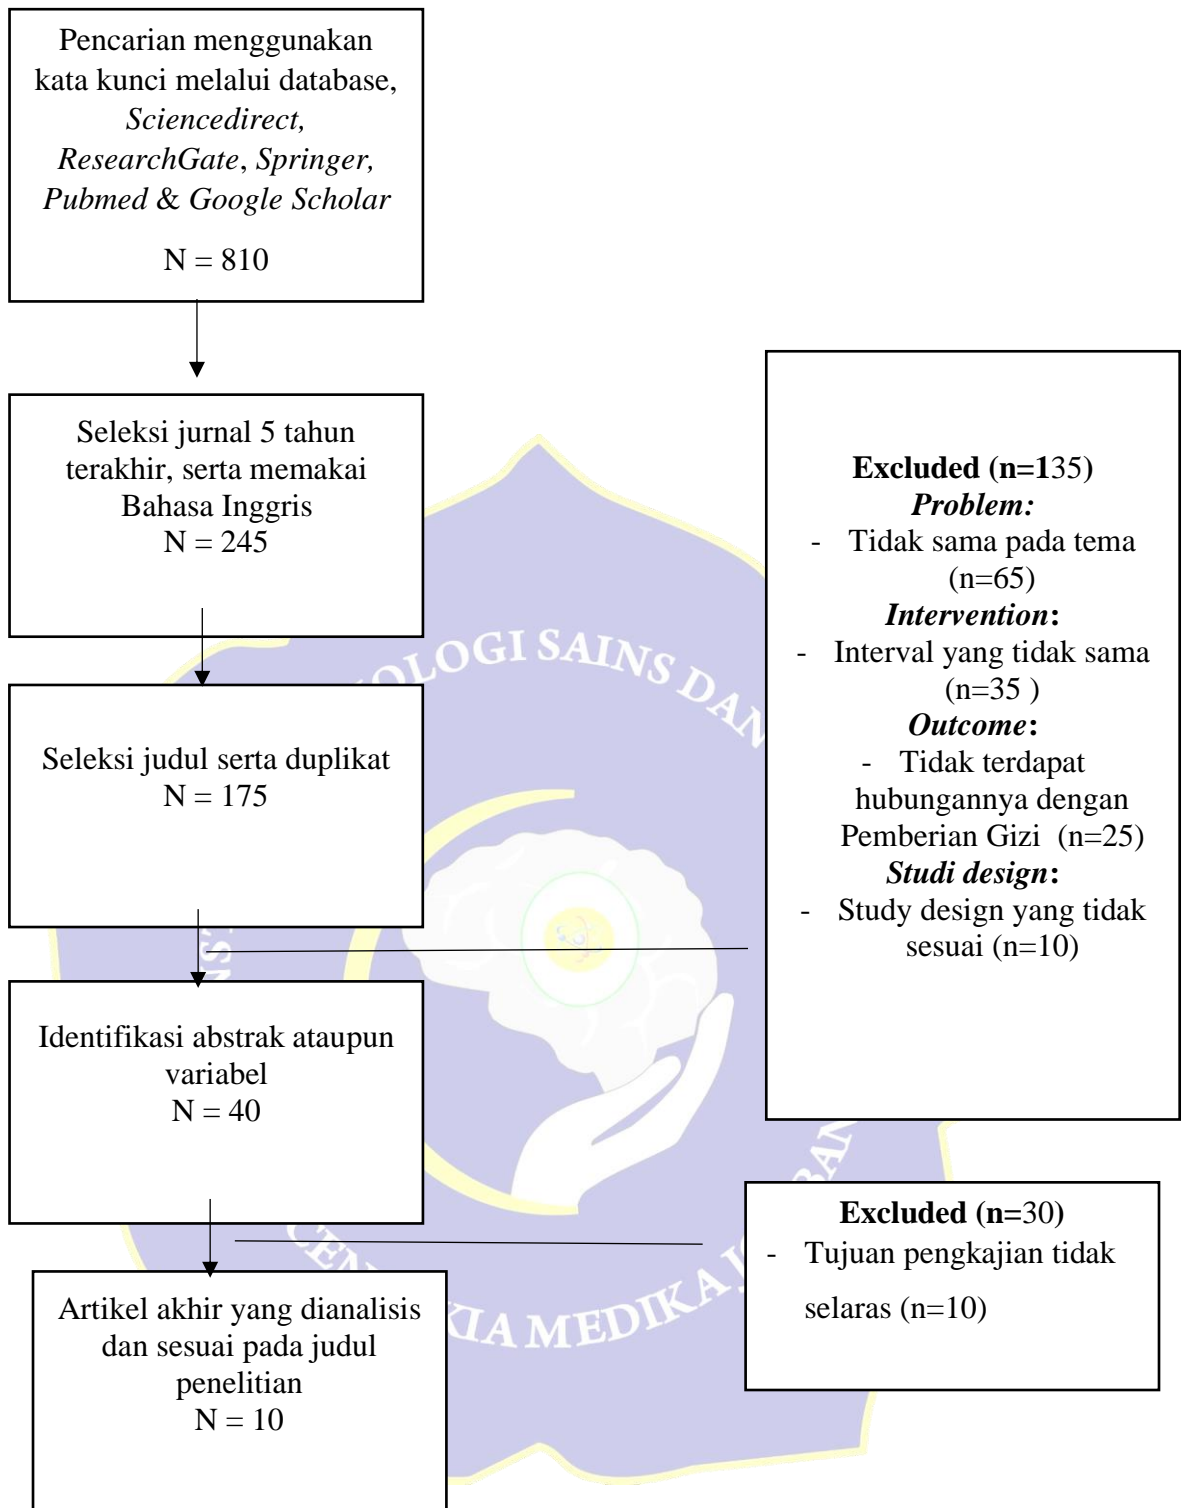 Pencarian menggunakan
kata kunci melalui database,
Sciencedirect,
ResearchGate, Springer,
Pubmed & Google Scholar
N = 810
Seleksi jurnal 5 tahun
terakhir, serta memakai
Bahasa Inggris
N = 245
Seleksi judul serta duplikat
N = 175
Excluded (n=135)
Problem:
- Tidak sama pada tema
(n=65)
Intervention:
- Interval yang tidak sama
(n=35 )
Outcome:
- Tidak terdapat
hubungannya dengan
Pemberian Gizi (n=25)
Studi design:
- Study design yang tidak
sesuai (n=10)
Identifikasi abstrak ataupun
variabel
N = 40
Excluded (n=30)
- Tujuan pengkajian tidak
selaras (n=10)
Artikel akhir yang dianalisis
dan sesuai pada judul
penelitian
N = 10
OLOGI SAINS DAN
MEDIKA